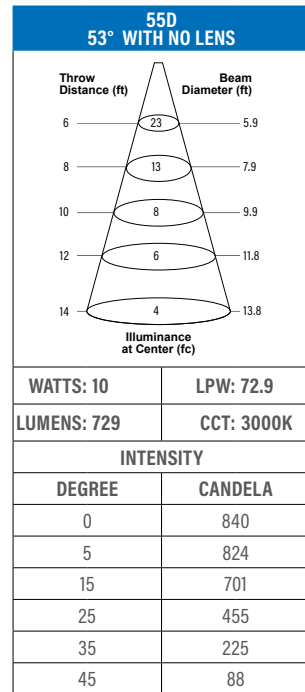 55D
53° WITH NO LENS
Throw Beam
Distance (ft) Diameter (ft)
6 23 5.9
8 13 7.9
10 8 9.9
12 6 11.8
14 4 13.8
Illuminance
at Center (fc)
WATTS: 10 LPW: 72.9
LUMENS: 729 CCT: 3000K
INTENSITY
DEGREE CANDELA
0 840
5 824
15 701
25 455
35 225
45 88